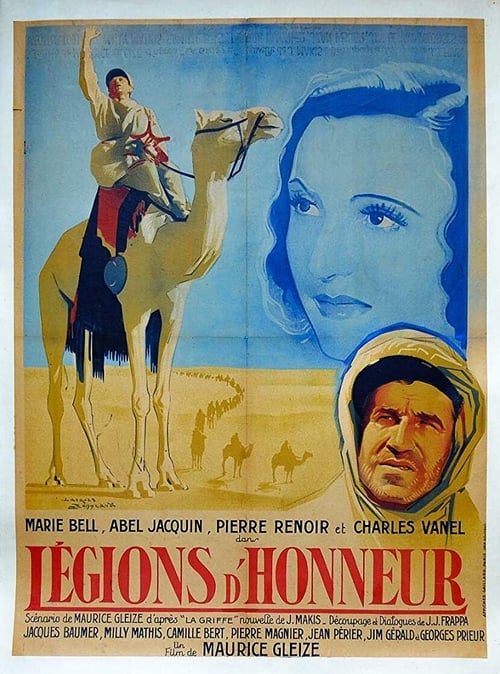 Jacques
MARIE BELL, ABEL JACQUIN, PIERRE RENOIR et CHARLES VANEL
dans
LÉGIONS D'HONNEUR
Scénario de MAURICE GLEIZE d'après "LA GRIFFE" nouvelle de J. MAKIS _ Découpage et Dialogues de J.J. FRAPPA
JACQUES BAUMER, MILLY MATHIS, CAMILLE BERT, PIERRE MAGNIER, JEAN PÉRIER, JIM GÉRALD et GEORGES PRIEUR
Un
Film de MAURICE GLEIZE